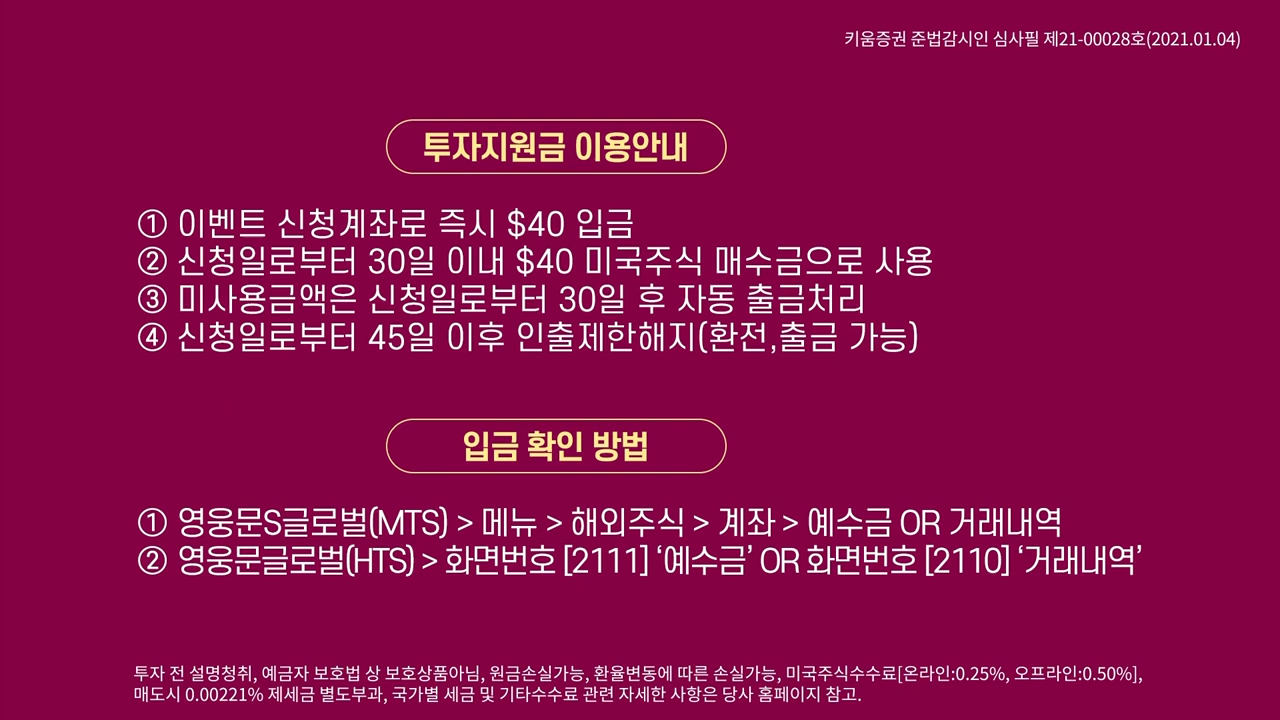 키움증권 준법감시인 심사필 제21-00028호(2021.01.04)
투자지원금 이용안내
① 이벤트 신청계좌로 즉시 $40 입금
② 신청일로부터 30일 이내 $40 미국주식 매수금으로 사용
③ 미사용금액은 신청일로부터 30일 후 자동 출금처리
④ 신청일로부터 45일 이후 인출제한해지(환전,출금 가능)
입금 확인 방법
① 영웅문S글로벌(MTS) > 메뉴 > 해외주식 > 계좌 > 예수금 OR 거래내역
② 영웅문글로벌(HTS) > 화면번호 [2111] ‘예수금’ OR 화면번호 [2110] ‘거래내역’
투자 전 설명청취, 예금자 보호법 상 보호상품아님, 원금손실가능, 환율변동에 따른 손실가능, 미국주식수수료[온라인:0.25%, 오프라인:0.50%],
매도시 0.00221% 제세금 별도부과, 국가별 세금 및 기타수수료 관련 자세한 사항은 당사 홈페이지 참고.